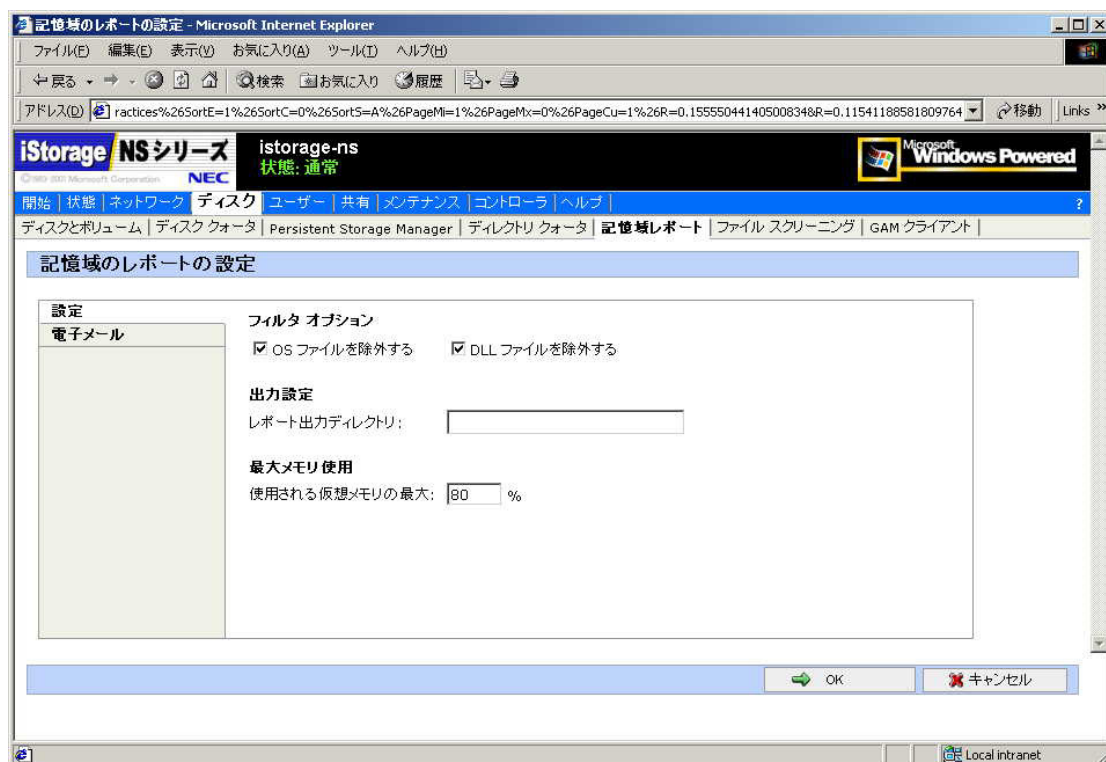 記憶域のレポートの設定 - Microsoft Internet Explorer
ファイル(F) 編集(E) 表示(V) お気に入り(A) ツール(T) ヘルプ(H)
戻る 検索 お気に入り 履歴
アドレス(D) ractices%26SortE=1%26SortC=0%26SortS=A%26PageMi=1%26PageMx=0%26PageCu=1%26R=0.15555044140500834&R=0.11541188581809764 移動 Links »
iStorage NSシリーズ
NEC
istorage-ns
状態: 通常
Microsoft
Windows Powered
開始 | 状態 | ネットワーク | ディスク | ユーザー | 共有 | メンテナンス | コントローラ | ヘルプ | ?
ディスクとボリューム | ディスク クォータ | Persistent Storage Manager | ディレクトリ クォータ | 記憶域レポート | ファイル スクリーニング | GAM クライアント |
記憶域のレポートの設定
設定
電子メール
フィルタ オプション
OS ファイルを除外する DLL ファイルを除外する
出力設定
レポート出力ディレクトリ:
最大メモリ使用
使用される仮想メモリの最大: 80 %
OK キャンセル
Local intranet